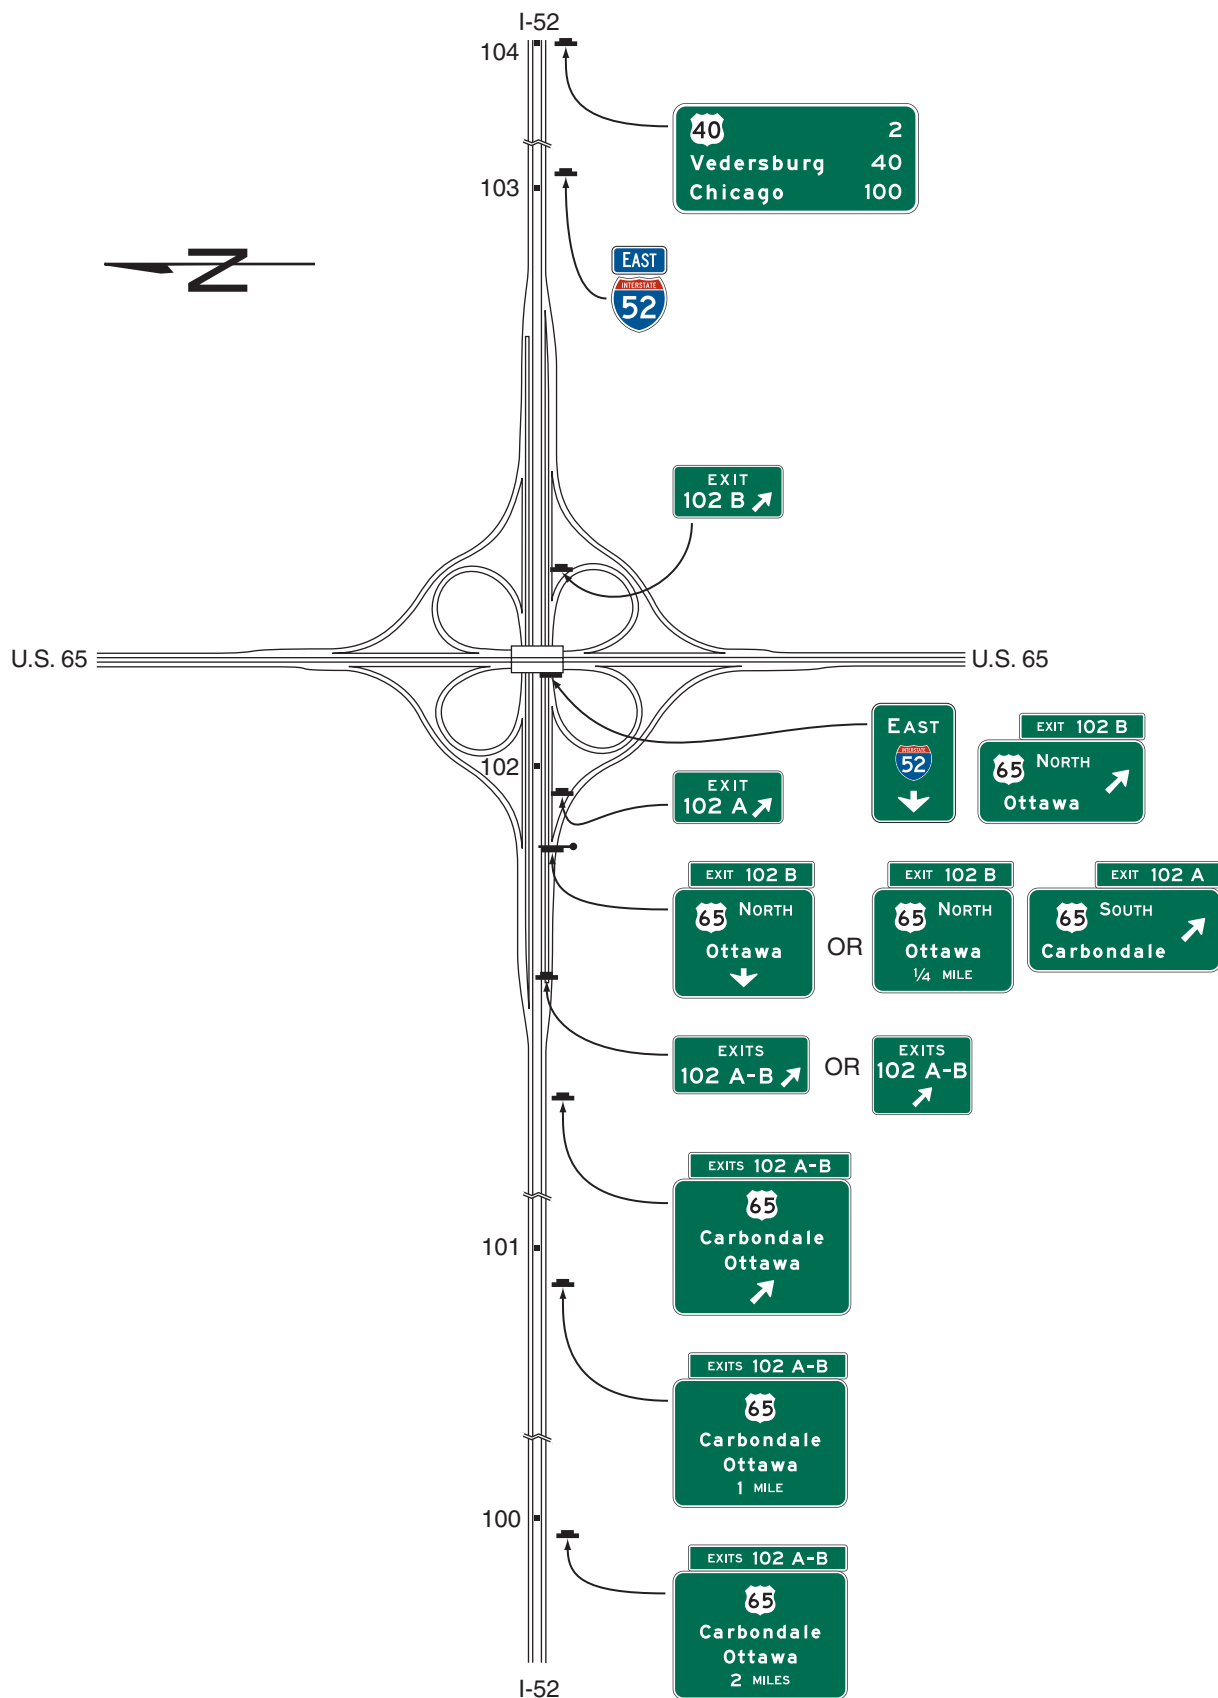 I-52
104
40 2
Vedersburg 40
Chicago 100
103
N
EAST
INTERSTATE
52
EXIT
102 B
U.S. 65
U.S. 65
EAST
INTERSTATE
52
EXIT 102 B
65 NORTH
Ottawa
102
EXIT
102 A
EXIT 102 B
65 NORTH
Ottawa
OR
EXIT 102 B
65 NORTH
Ottawa
1/4 MILE
EXIT 102 A
65 SOUTH
Carbondale
EXITS
102 A-B
OR
EXITS
102 A-B
EXITS 102 A-B
65
Carbondale
Ottawa
101
EXITS 102 A-B
65
Carbondale
Ottawa
1 MILE
100
EXITS 102 A-B
65
Carbondale
Ottawa
2 MILES
I-52